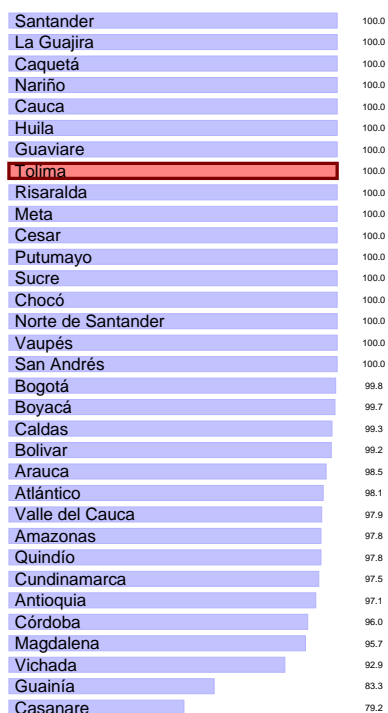 Santander 100.0
La Guajira 100.0
Caquetá 100.0
Nariño 100.0
Cauca 100.0
Huila 100.0
Guaviare 100.0
Tolima 100.0
Risaralda 100.0
Meta 100.0
Cesar 100.0
Putumayo 100.0
Sucre 100.0
Chocó 100.0
Norte de Santander 100.0
Vaupés 100.0
San Andrés 100.0
Bogotá 99.8
Boyacá 99.7
Caldas 99.3
Bolivar 99.2
Arauca 98.5
Atlántico 98.1
Valle del Cauca 97.9
Amazonas 97.8
Quindío 97.8
Cundinamarca 97.5
Antioquia 97.1
Córdoba 96.0
Magdalena 95.7
Vichada 92.9
Guainía 83.3
Casanare 79.2